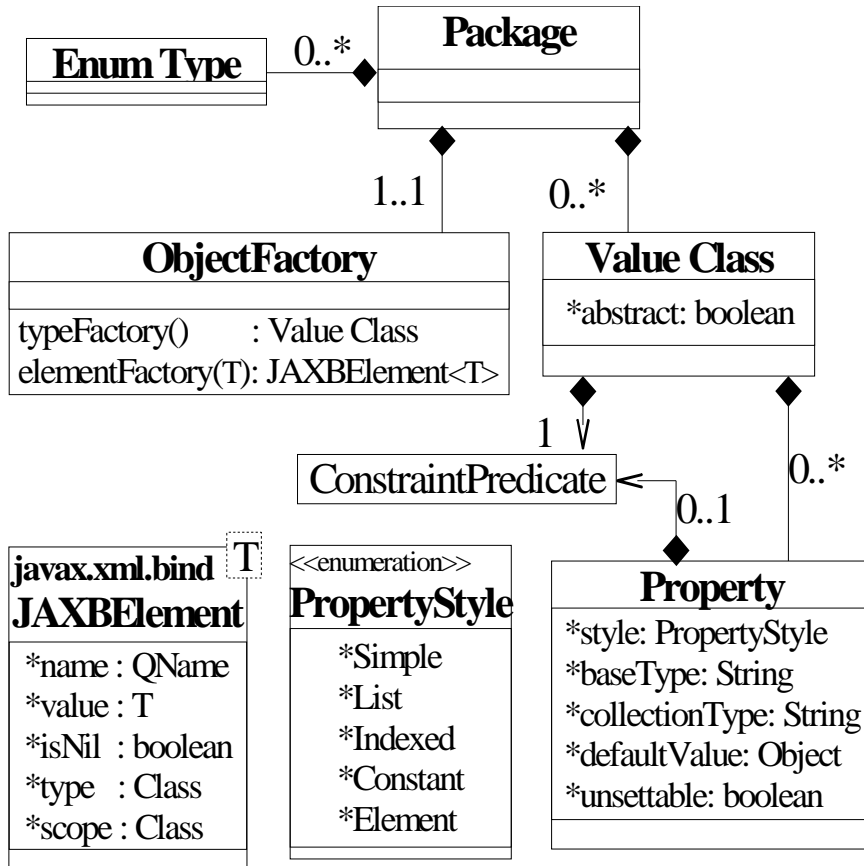 Package
Enum Type
0..*
1..1
0..*
ObjectFactory
typeFactory() : Value Class
elementFactory(T): JAXBElement<T>
Value Class
*abstract: boolean
1
ConstraintPredicate
0..*
0..1
T
javax.xml.bind
JAXBElement
*name : QName
*value : T
*isNil : boolean
*type : Class
*scope : Class
<<enumeration>>
PropertyStyle
*Simple
*List
*Indexed
*Constant
*Element
Property
*style: PropertyStyle
*baseType: String
*collectionType: String
*defaultValue: Object
*unsettable: boolean